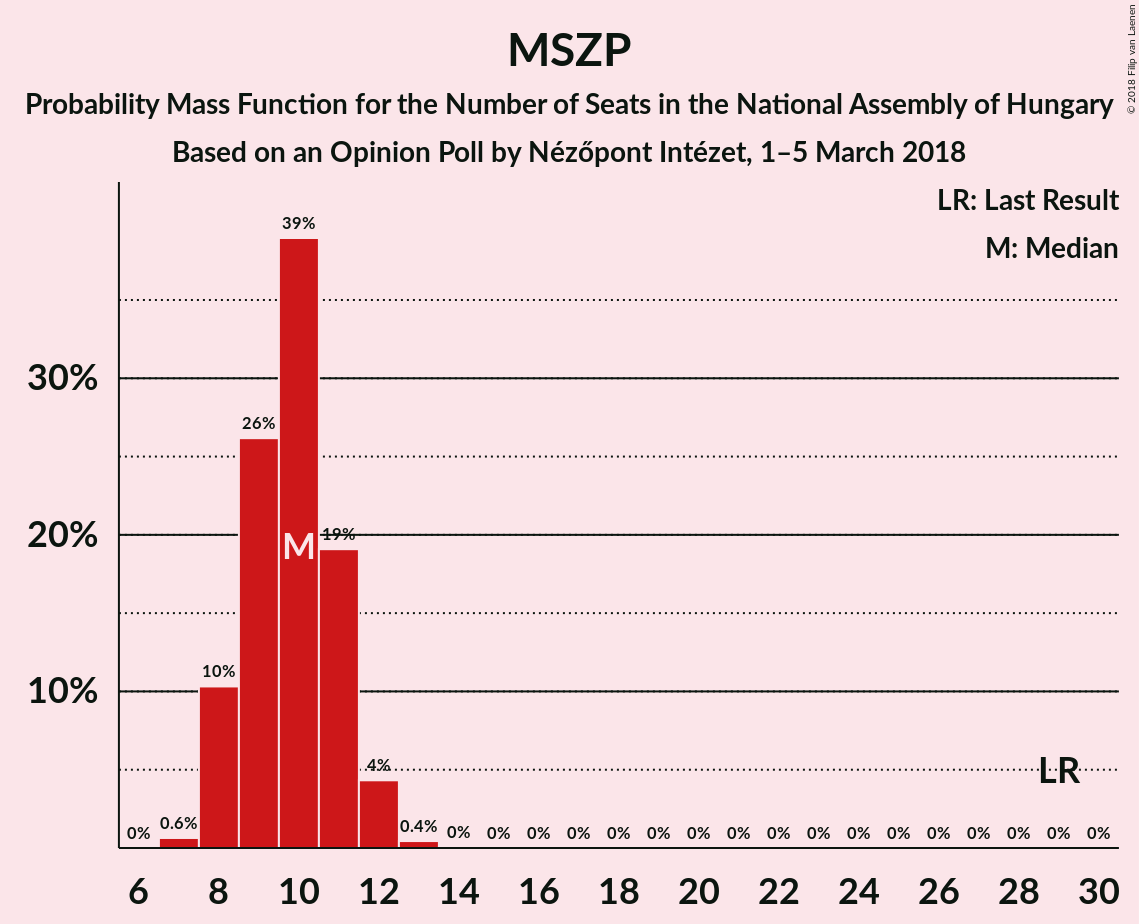 MSZP
Probability Mass Function for the Number of Seats in the National Assembly of Hungary
Based on an Opinion Poll by Nézőpont Intézet, 1–5 March 2018
© 2018 Filip van Laenen
LR: Last Result
M: Median
39%
30%
26%
20%
M
19%
10%
10%
4%
LR
0%
0.6%
0.4%
0% 0% 0% 0% 0% 0% 0% 0% 0% 0% 0% 0% 0% 0% 0% 0% 0%
6 8 10 12 14 16 18 20 22 24 26 28 30